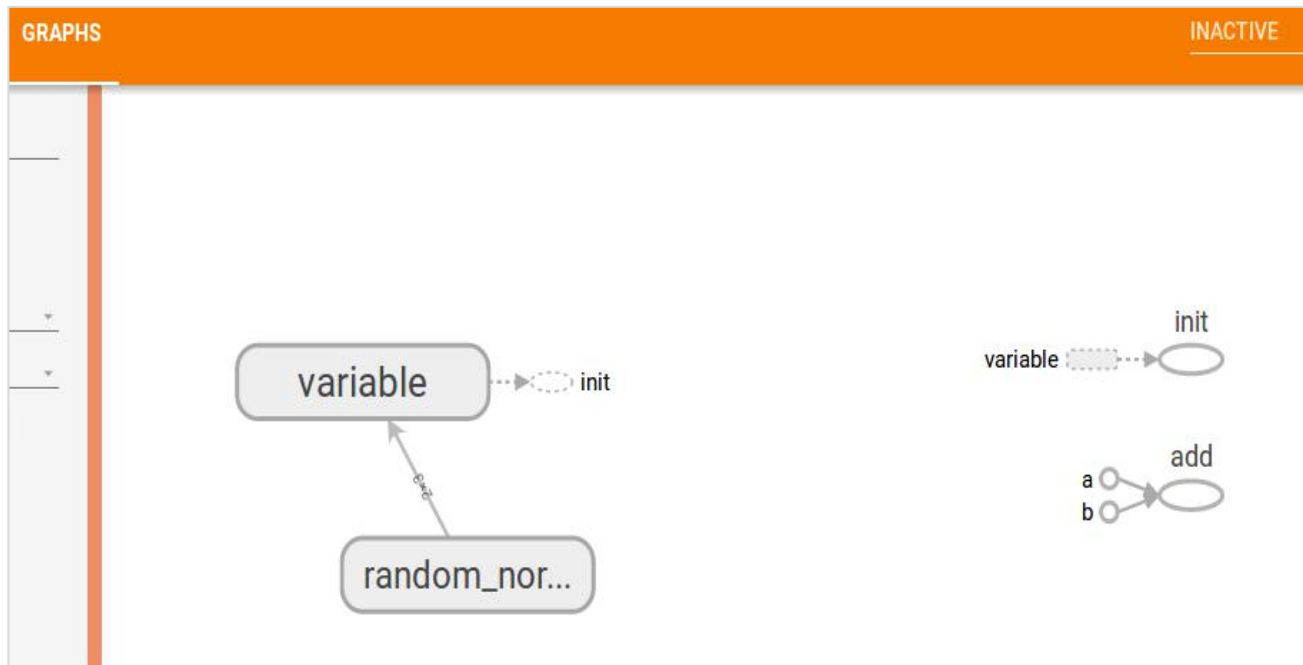 GRAPHS
INACTIVE
variable
init
random_nor...
init
variable
add
a
b